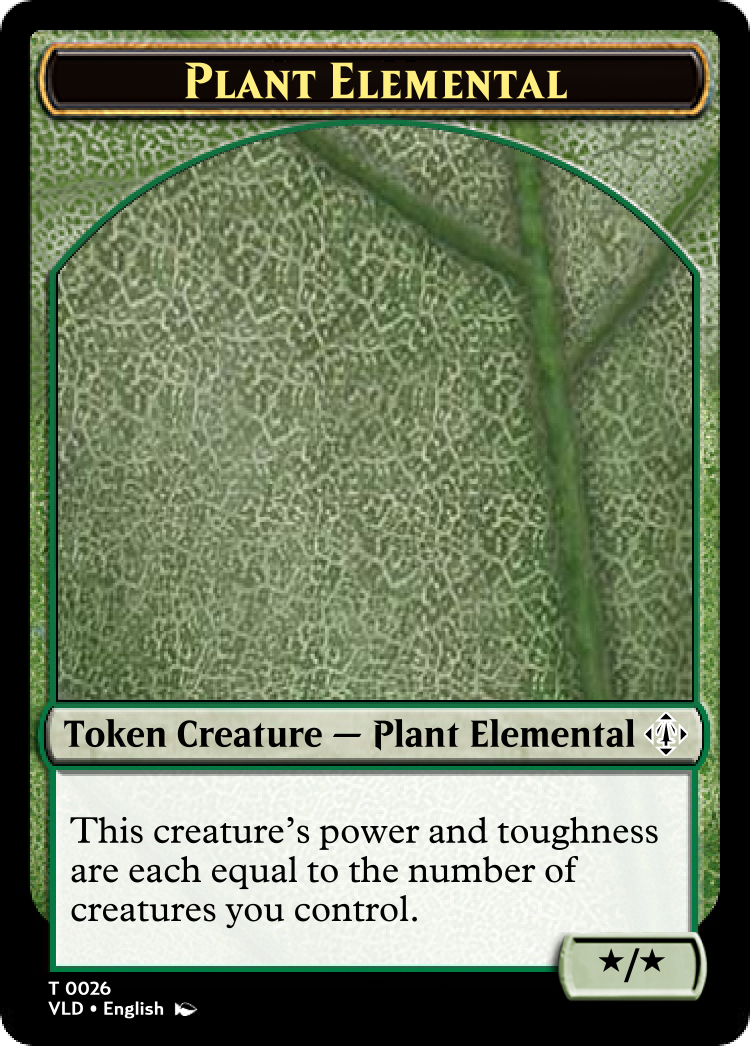 Plant Elemental
Token Creature — Plant Elemental
This creature's power and toughness
are each equal to the number of
creatures you control.
★/★
T 0026
VLD • English